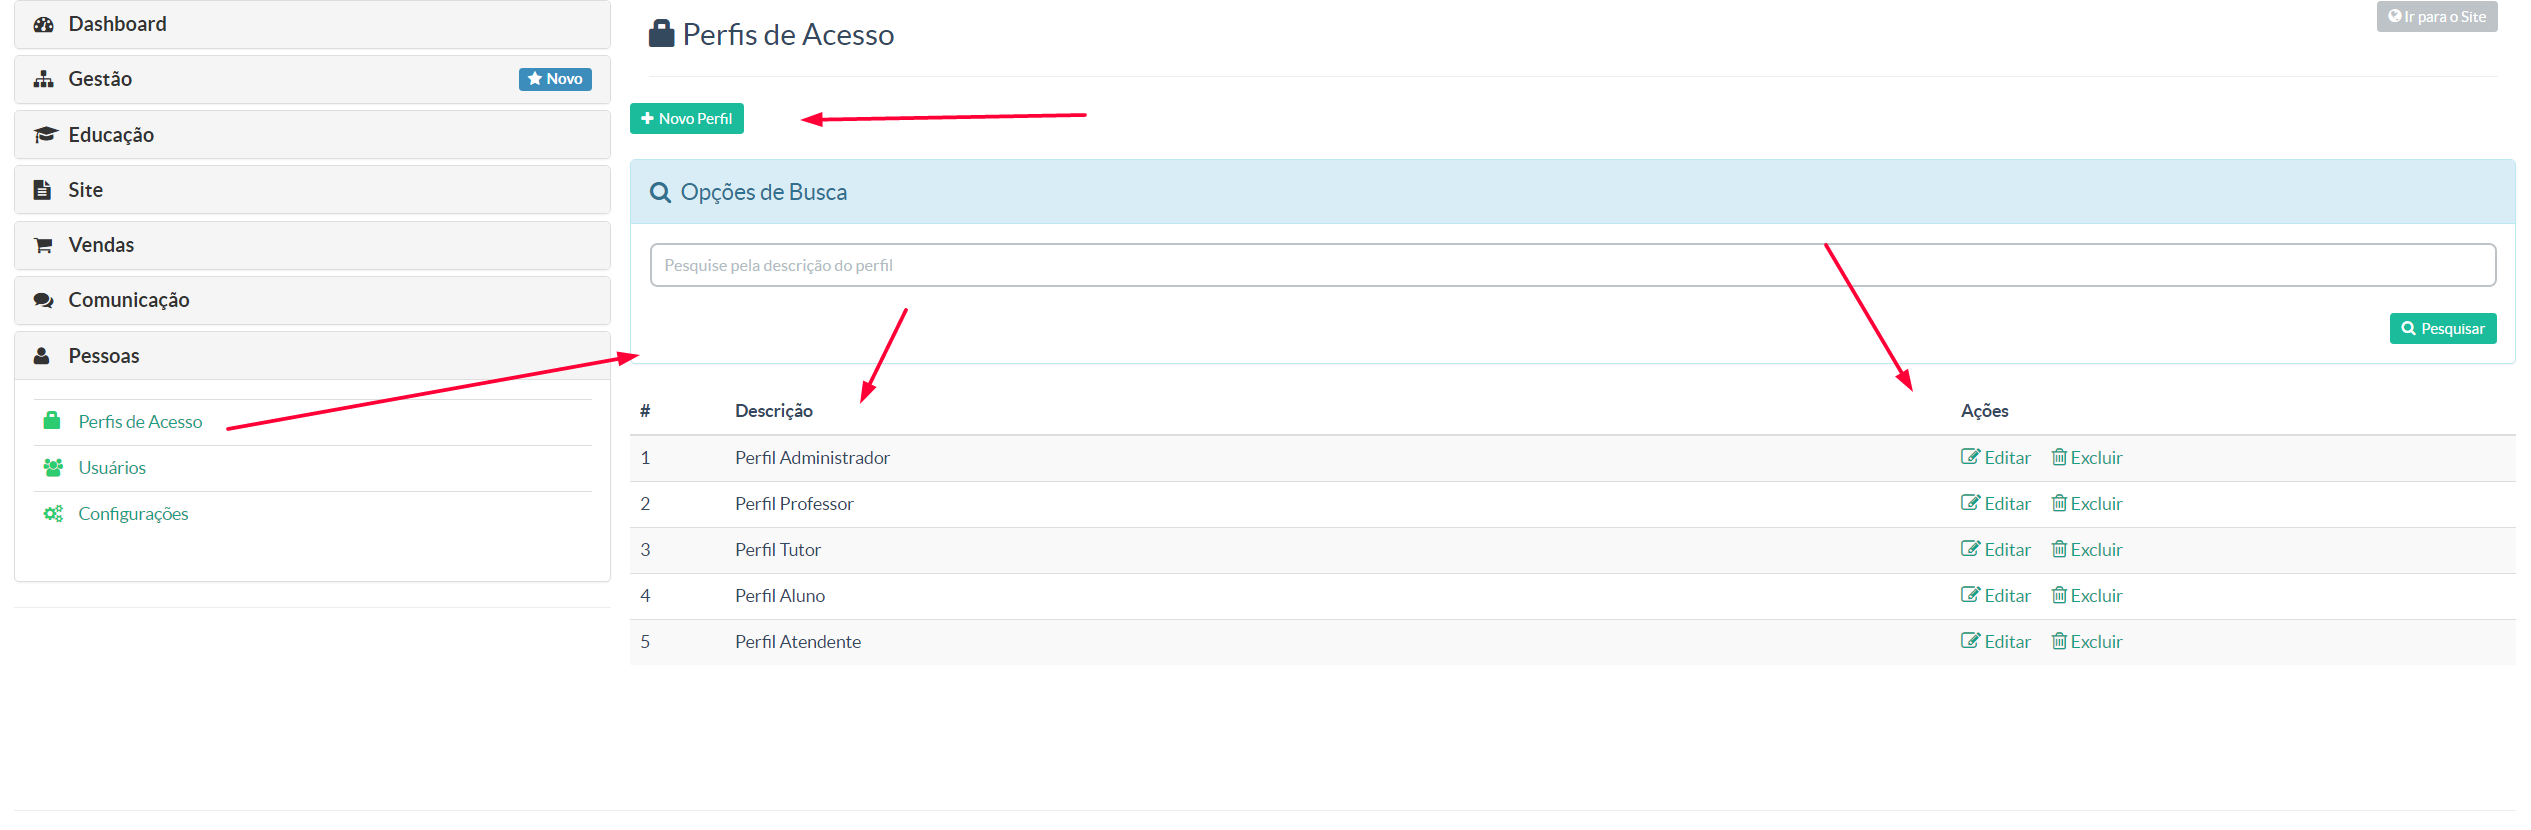 Dashboard
Gestão
Novo
Educação
Site
Vendas
Comunicação
Pessoas
Perfis de Acesso
Usuários
Configurações
Perfis de Acesso
Ir para o Site
Novo Perfil
Opções de Busca
Pesquise pela descrição do perfil
Pesquisar
# Descrição Ações
1 Perfil Administrador Editar Excluir
2 Perfil Professor Editar Excluir
3 Perfil Tutor Editar Excluir
4 Perfil Aluno Editar Excluir
5 Perfil Atendente Editar Excluir